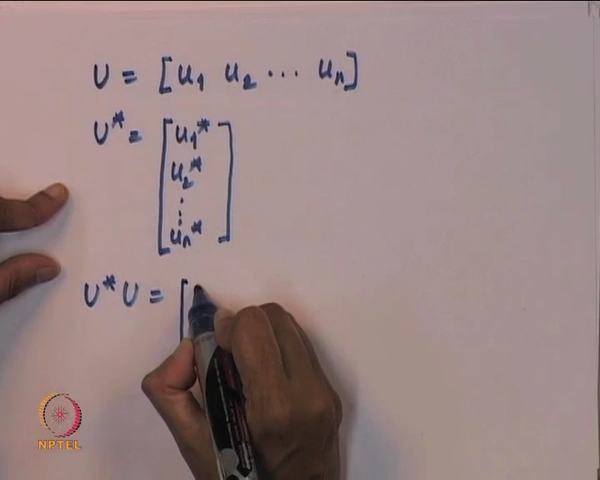 U = [u1 u2 ... un]
U* = [u1*
u2*
⋮
un*]
U*U = [
NPTEL